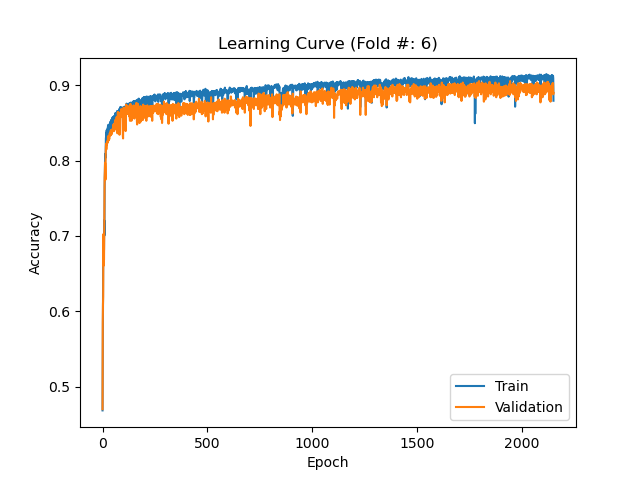 Learning Curve (Fold #: 6)
Accuracy
0.9
0.8
0.7
0.6
0.5
0
500
1000
1500
2000
Epoch
Train
Validation